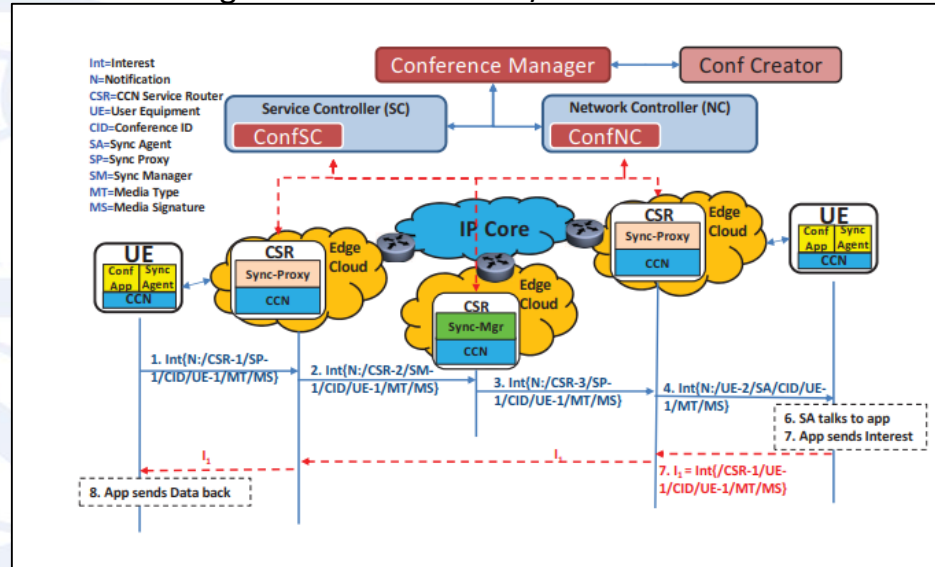 Int=Interest
N=Notification
CSR=CCN Service Router
UE=User Equipment
CID=Conference ID
SA=Sync Agent
SP=Sync Proxy
SM=Sync Manager
MT=Media Type
MS=Media Signature
Conference Manager
Conf Creator
Service Controller (SC)
ConfSC
Network Controller (NC)
ConfNC
UE
Conf App
Sync Agent
CCN
CSR
Sync-Proxy
CCN
Edge
Cloud
IP Core
CSR
Sync-Mgr
CCN
Edge
Cloud
CSR
Sync-Proxy
CCN
Edge
Cloud
UE
Conf App
Sync Agent
CCN
1. Int{N:/CSR-1/SP-
1/CID/UE-1/MT/MS}
2. Int{N:/CSR-2/SM-
1/CID/UE-1/MT/MS}
3. Int{N:/CSR-3/SP-
1/CID/UE-1/MT/MS}
4. Int{N:/UE-2/SA/CID/UE-
1/MT/MS}
6. SA talks to app
7. App sends Interest
I₁
I₁
7. I₁ = Int{/CSR-1/UE-
1/CID/UE-1/MT/MS}
8. App sends Data back